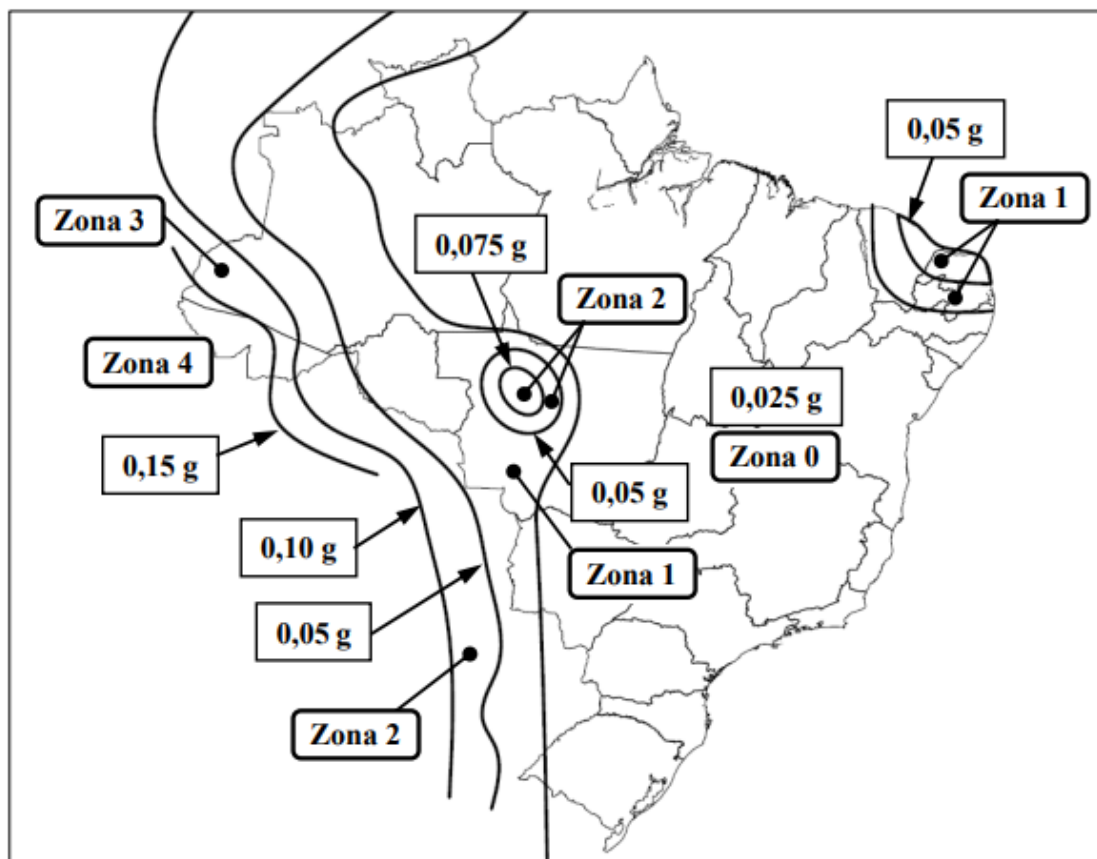 0,05 g
Zona 1
Zona 3
0,075 g
Zona 2
Zona 4
0,025 g
Zona 0
0,15 g
0,05 g
0,10 g
Zona 1
0,05 g
Zona 2